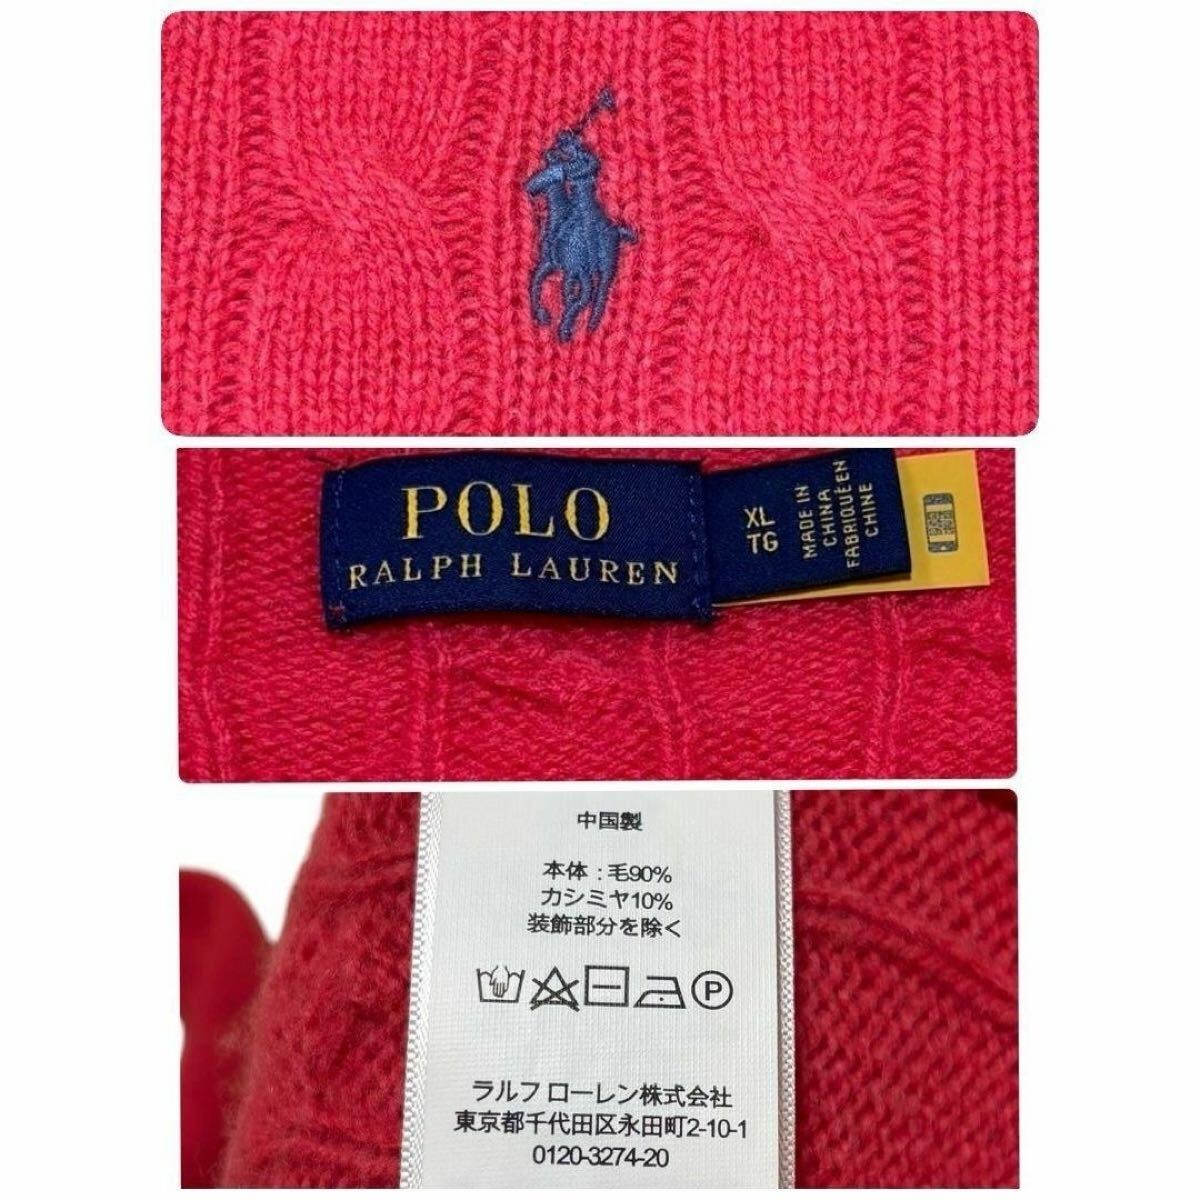 POLO
RALPH LAUREN
XL
TG
MADE IN
CHINA
FABRIQUÉ EN
CHINE
中国製
本体：毛90%
カシミヤ10%
装飾部分を除く
P
ラルフ ローレン株式会社
東京都千代田区永田町2-10-1
0120-3274-20